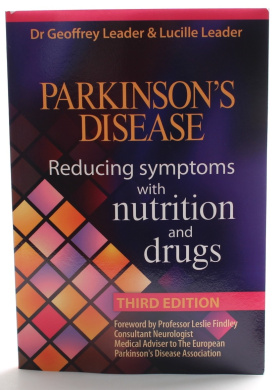 Dr Geoffrey Leader & Lucille Leader
PARKINSON'S
DISEASE
Reducing symptoms
with
nutrition
and
drugs
THIRD EDITION
Foreword by Professor Leslie Findley
Consultant Neurologist
Medical Adviser to The European
Parkinson's Disease Association